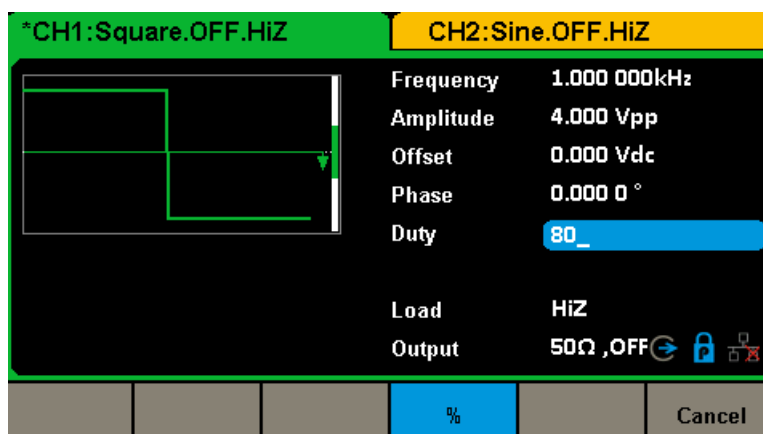 *CH1:Square.OFF.HiZ CH2:Sine.OFF.HiZ
Frequency 1.000 000kHz
Amplitude 4.000 Vpp
Offset 0.000 Vdc
Phase 0.000 0 °
Duty 80_
Load HiZ
Output 50Ω ,OFF
% Cancel